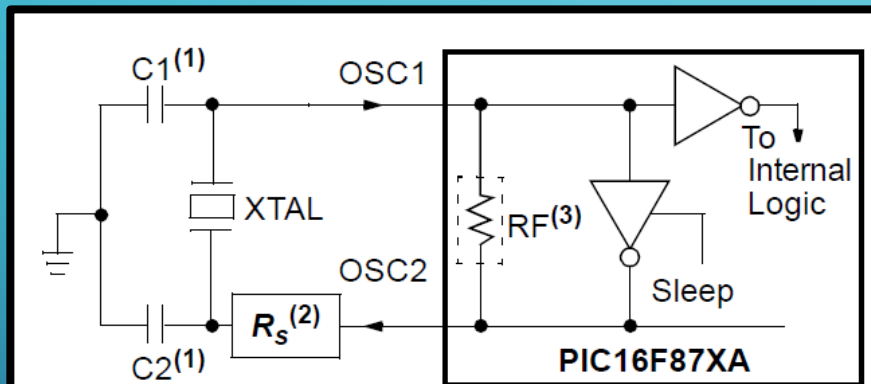 C1(1)
OSC1
To
Internal
Logic
XTAL
RF(3)
OSC2
Sleep
Rs(2)
C2(1)
PIC16F87XA